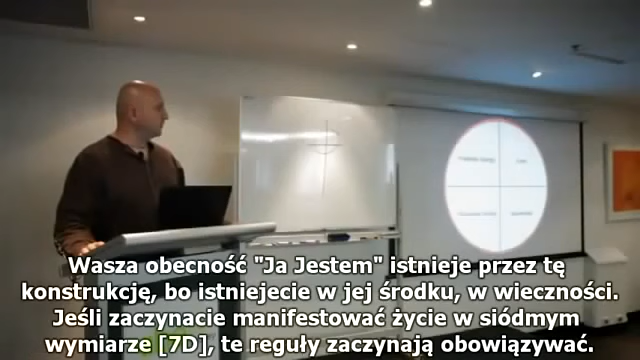 Wasza obecność "Ja Jestem" istnieje przez tę
konstrukcję, bo istniejecie w jej środku, w wieczności.
Jeśli zaczynacie manifestować życie w siódmym
wymiarze [7D], te reguły zaczynają obowiązywać.